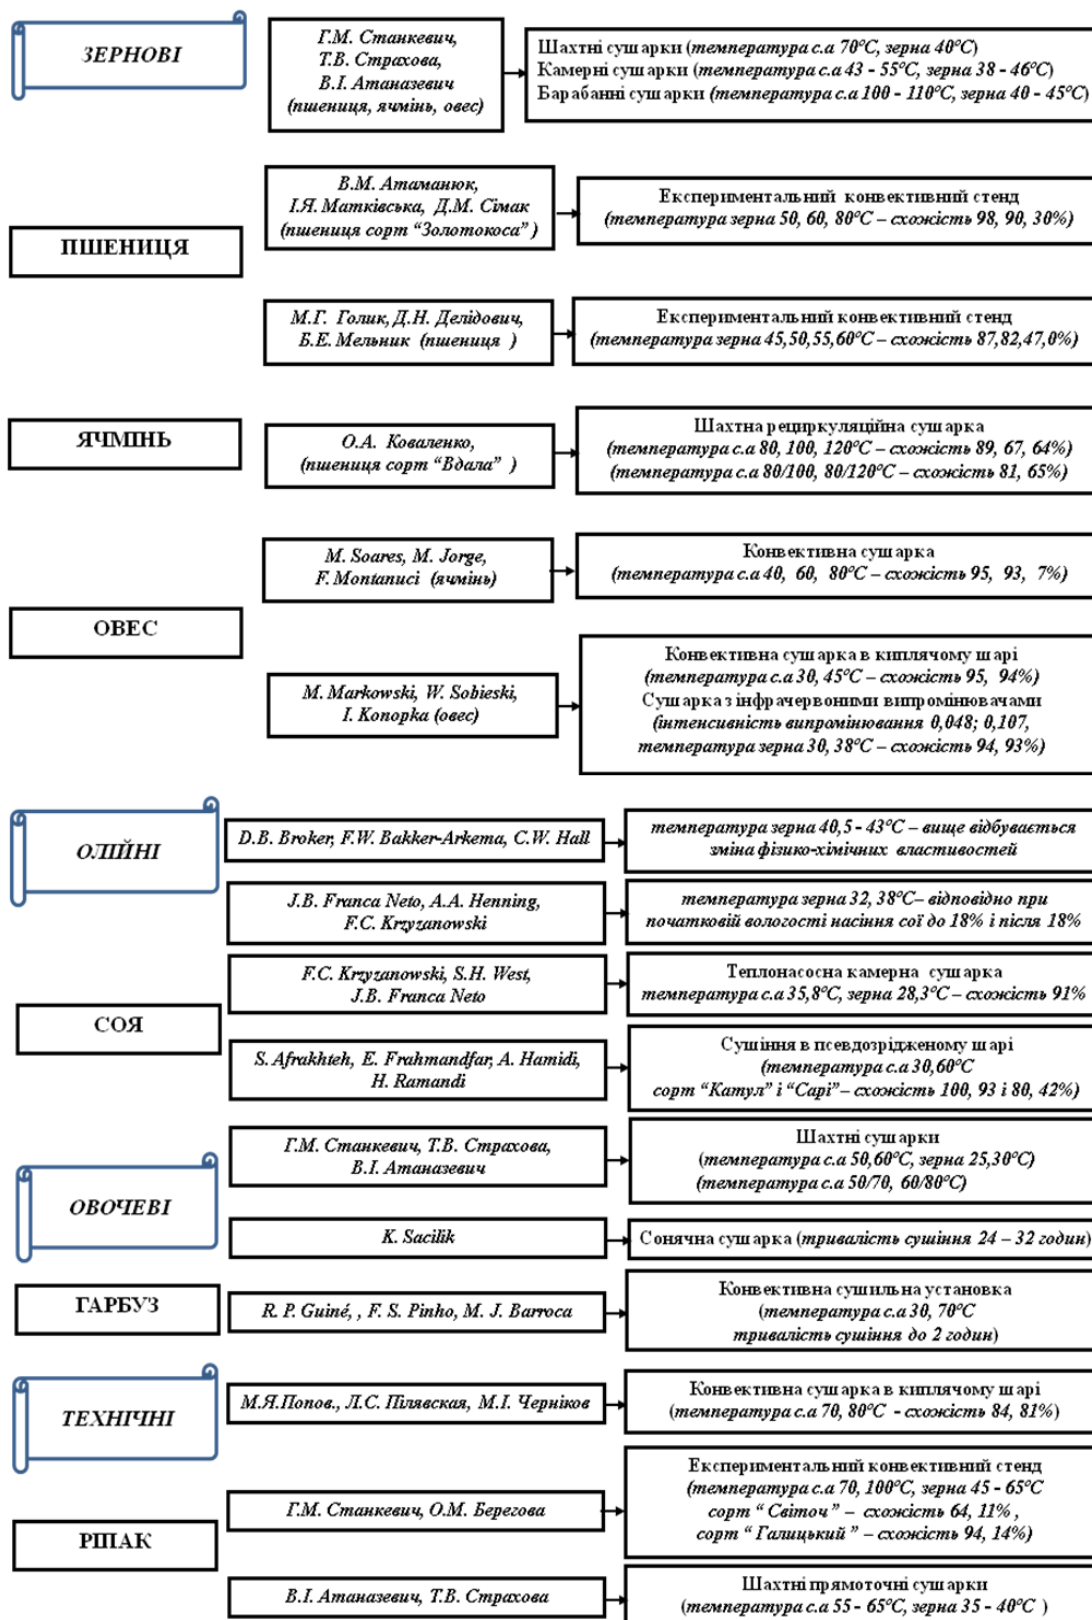 ЗЕРНОВІ
Г.М. Станкевич,
Т.В. Страхова,
В.І. Атаназевич
(пшениця, ячмінь, овес)
Шахтні сушарки (температура с.а 70°С, зерна 40°С)
Камерні сушарки (температура с.а 43 - 55°С, зерна 38 - 46°С)
Барабанні сушарки (температура с.а 100 - 110°С, зерна 40 - 45°С)
ПШЕНИЦЯ
В.М. Атаманюк,
І.Я. Матківська, Д.М. Сімак
(пшениця сорт “Золотокоса” )
Експериментальний конвективний стенд
(температура зерна 50, 60, 80°С – схожість 98, 90, 30%)
М.Г. Голик, Д.Н. Делідович,
Б.Е. Мельник (пшениця )
Експериментальний конвективний стенд
(температура зерна 45,50,55,60°С – схожість 87,82,47,0%)
ЯЧМІНЬ
О.А. Коваленко,
(пшениця сорт “Вдала” )
Шахтна рециркуляційна сушарка
(температура с.а 80, 100, 120°С – схожість 89, 67, 64%)
(температура с.а 80/100, 80/120°С – схожість 81, 65%)
ОВЕС
M. Soares, M. Jorge,
F. Montanuci (ячмінь)
Конвективна сушарка
(температура с.а 40, 60, 80°С – схожість 95, 93, 7%)
M. Markowski, W. Sobieski,
I. Konopka (овес)
Конвективна сушарка в киплячому шарі
(температура с.а 30, 45°С – схожість 95, 94%)
Сушарка з інфрачервоними випромінювачами
(інтенсивність випромінювання 0,048; 0,107,
температура зерна 30, 38°С – схожість 94, 93%)
ОЛІЙНІ
D.B. Broker, F.W. Bakker-Arkema, C.W. Hall
температура зерна 40,5 - 43°С – вище відбувається
зміна фізико-хімічних властивостей
J.B. Franca Neto, A.A. Henning,
F.C. Krzyzanowski
температура зерна 32, 38°С– відповідно при
початковій вологості насіння сої до 18% і після 18%
СОЯ
F.C. Krzyzanowski, S.H. West,
J.B. Franca Neto
Теплонасосна камерна сушарка
температура с.а 35,8°С, зерна 28,3°С – схожість 91%
S. Afrakhteh, E. Frahmandfar, A. Hamidi,
H. Ramandi
Сушіння в псевдозрідженому шарі
(температура с.а 30,60°С
сорт “Катул” і “Сарі”– схожість 100, 93 і 80, 42%)
ОВОЧЕВІ
Г.М. Станкевич, Т.В. Страхова,
В.І. Атаназевич
Шахтні сушарки
(температура с.а 50,60°С, зерна 25,30°С)
(температура с.а 50/70, 60/80°С)
K. Sacilik
Сонячна сушарка (тривалість сушіння 24 – 32 годин)
ГАРБУЗ
R. P. Guiné, , F. S. Pinho, M. J. Barroca
Конвективна сушильна установка
(температура с.а 30, 70°С
тривалість сушіння до 2 годин)
ТЕХНІЧНІ
М.Я.Попов., Л.С. Пілявская, М.І. Черніков
Конвективна сушарка в киплячому шарі
(температура с.а 70, 80°С - схожість 84, 81%)
РІПАК
Г.М. Станкевич, О.М. Берегова
Експериментальний конвективний стенд
(температура с.а 70, 100°С, зерна 45 - 65°С
сорт “ Світоч ” – схожість 64, 11% ,
сорт “ Галицький ” – схожість 94, 14%)
В.І. Атаназевич, Т.В. Страхова
Шахтні прямоточні сушарки
(температура с.а 55 - 65°С, зерна 35 - 40°С )